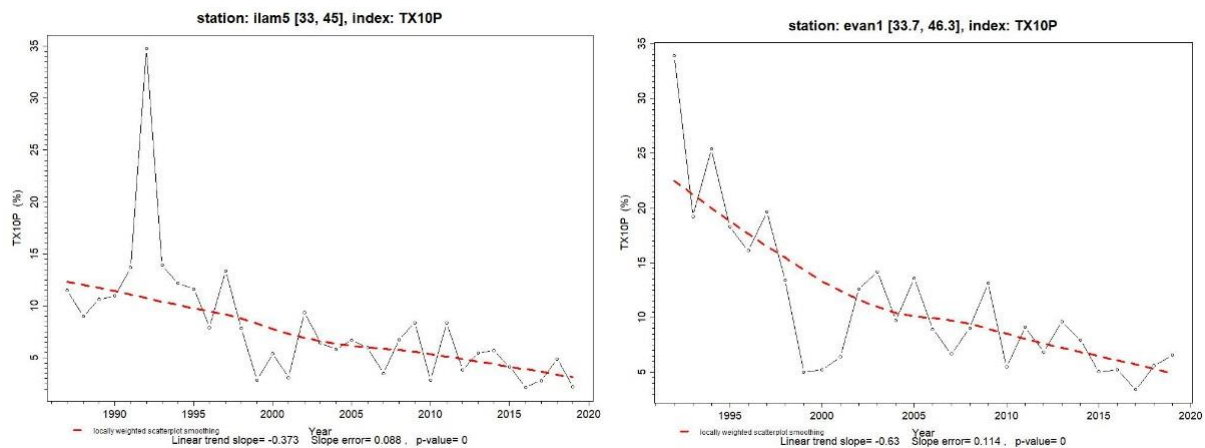 station: ilam5 [33, 45], index: TX10P
TX10P (%)
35
30
25
20
15
10
5
1990 1995 2000 2005 2010 2015 2020
Year
locally weighted scatterplot smoothing
Linear trend slope= -0.373 Slope error= 0.088 , p-value= 0
station: evan1 [33.7, 46.3], index: TX10P
TX10P (%)
35
30
25
20
15
10
5
1995 2000 2005 2010 2015 2020
Year
locally weighted scatterplot smoothing
Linear trend slope= -0.63 Slope error= 0.114 , p-value= 0